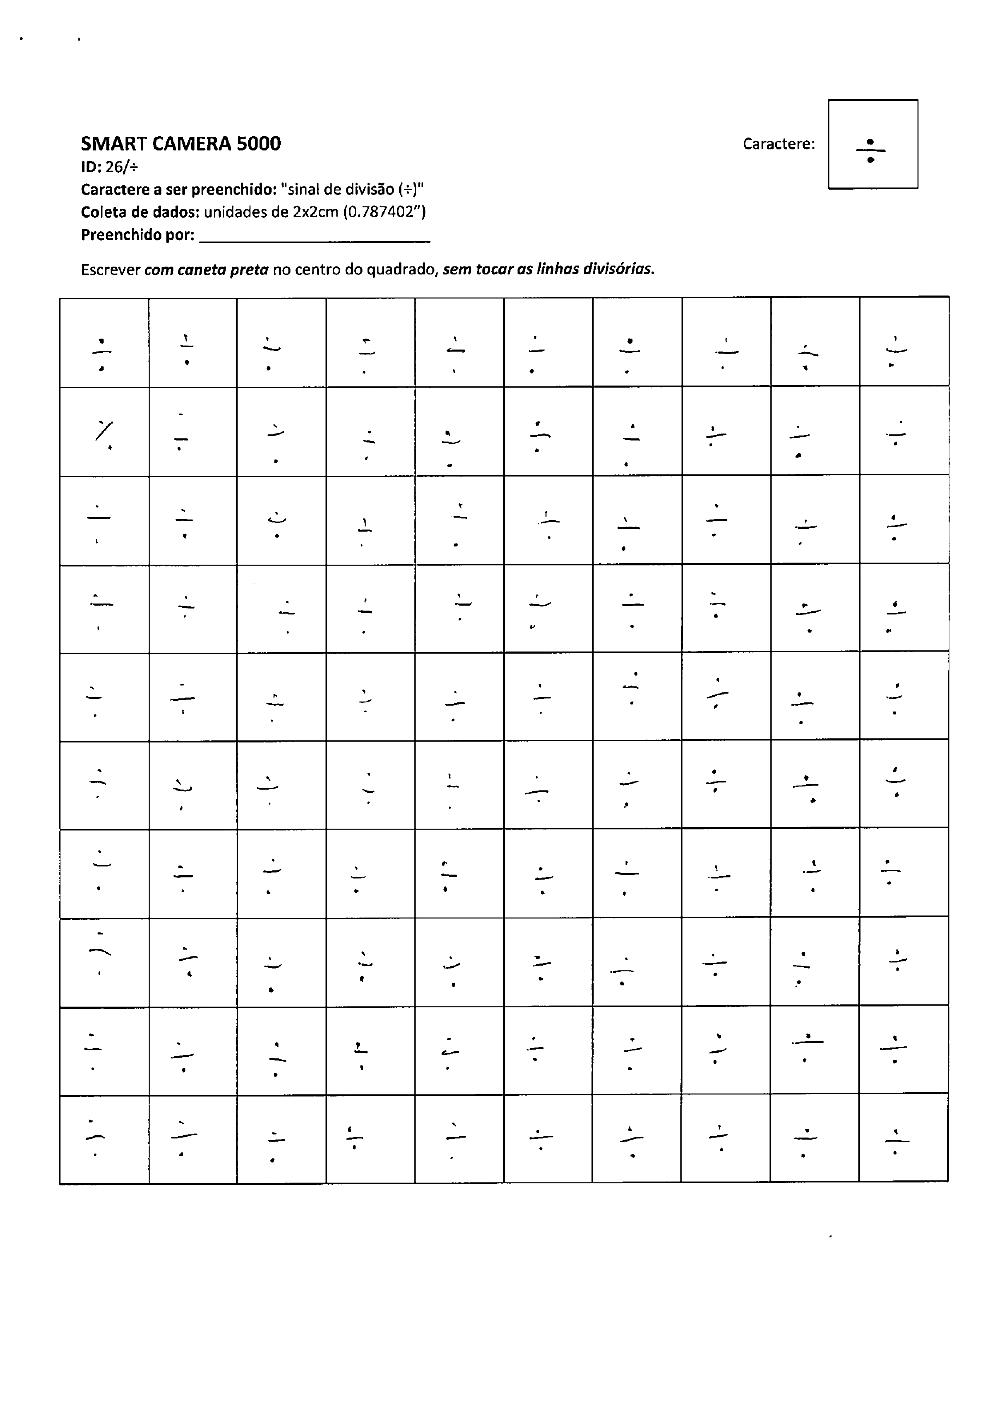 SMART CAMERA 5000
ID: 26/÷
Caractere a ser preenchido: "sinal de divisão (÷)"
Coleta de dados: unidades de 2x2cm (0.787402")
Preenchido por: __________________________
Caractere: ÷
Escrever com caneta preta no centro do quadrado, sem tocar as linhas divisórias.
÷ ÷ ÷ ÷ ÷ ÷ ÷ ÷ ÷ ÷
÷ ÷ ÷ ÷ ÷ ÷ ÷ ÷ ÷ ÷
÷ ÷ ÷ ÷ ÷ ÷ ÷ ÷ ÷ ÷
÷ ÷ ÷ ÷ ÷ ÷ ÷ ÷ ÷ ÷
÷ ÷ ÷ ÷ ÷ ÷ ÷ ÷ ÷ ÷
÷ ÷ ÷ ÷ ÷ ÷ ÷ ÷ ÷ ÷
÷ ÷ ÷ ÷ ÷ ÷ ÷ ÷ ÷ ÷
÷ ÷ ÷ ÷ ÷ ÷ ÷ ÷ ÷ ÷
÷ ÷ ÷ ÷ ÷ ÷ ÷ ÷ ÷ ÷
÷ ÷ ÷ ÷ ÷ ÷ ÷ ÷ ÷ ÷